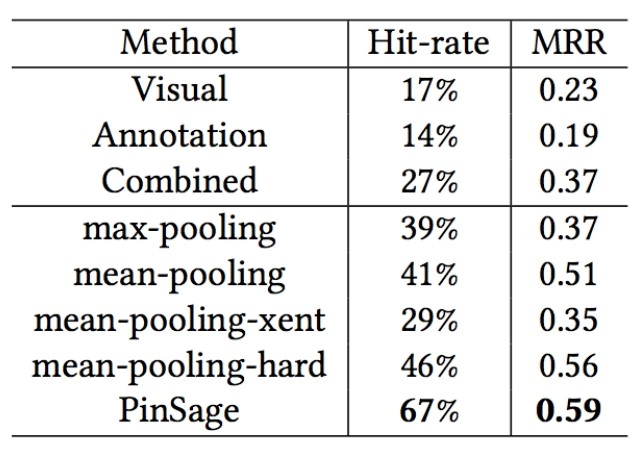 Method Hit-rate MRR
Visual 17% 0.23
Annotation 14% 0.19
Combined 27% 0.37
max-pooling 39% 0.37
mean-pooling 41% 0.51
mean-pooling-xent 29% 0.35
mean-pooling-hard 46% 0.56
PinSage 67% 0.59